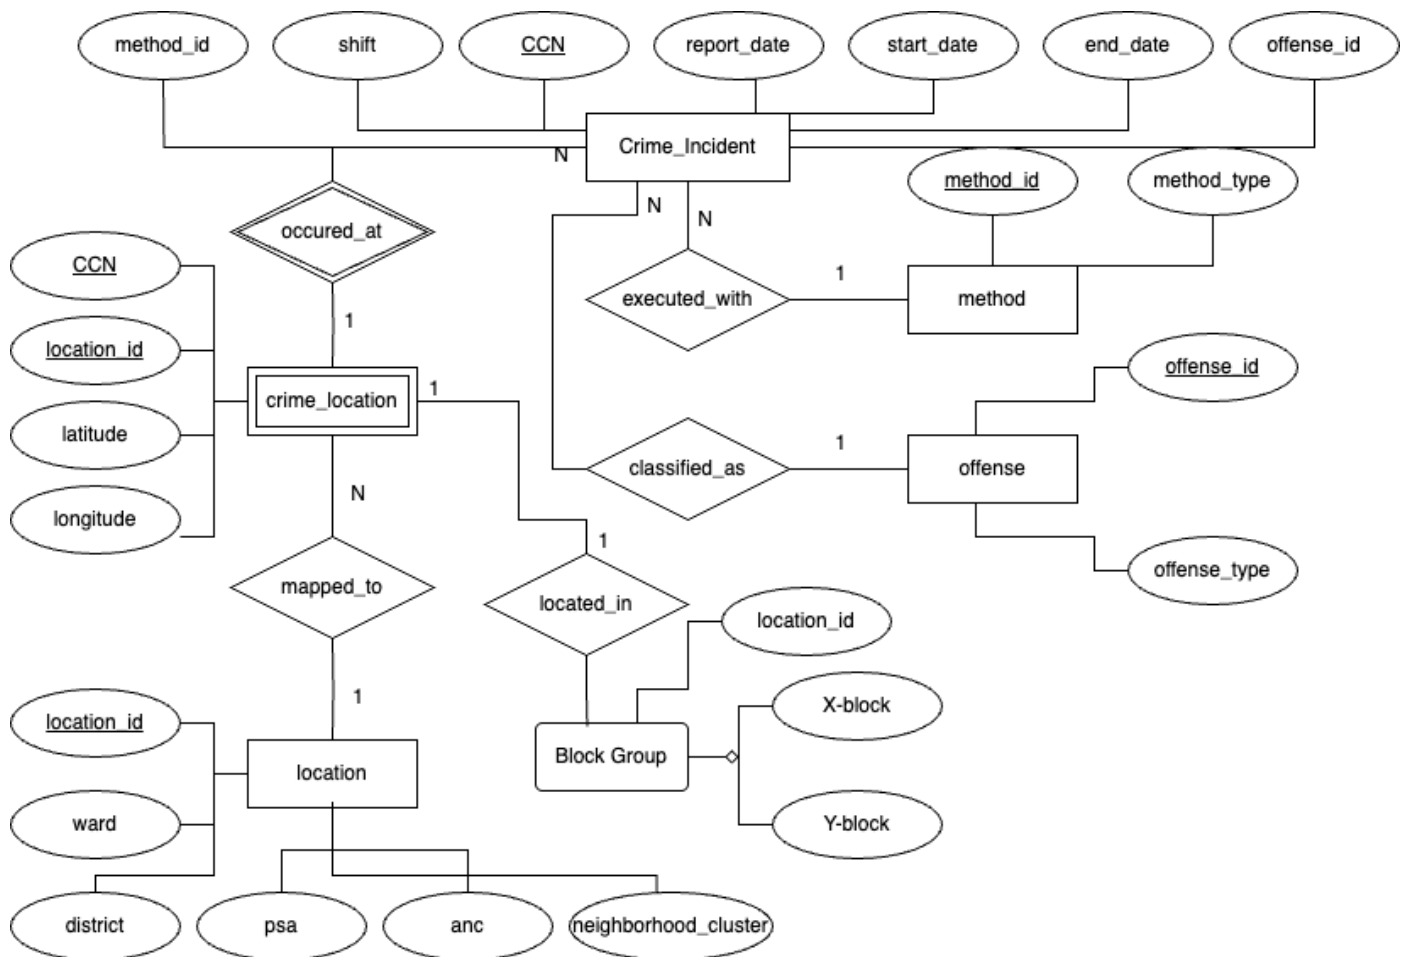 method_id
shift
CCN
report_date
start_date
end_date
offense_id
Crime_Incident
N
method_id
method_type
N
N
occured_at
CCN
executed_with
1
method
1
location_id
offense_id
1
crime_location
latitude
1
classified_as
offense
N
longitude
1
offense_type
mapped_to
located_in
location_id
1
location_id
X-block
Block Group
location
ward
Y-block
district
psa
anc
neighborhood_cluster